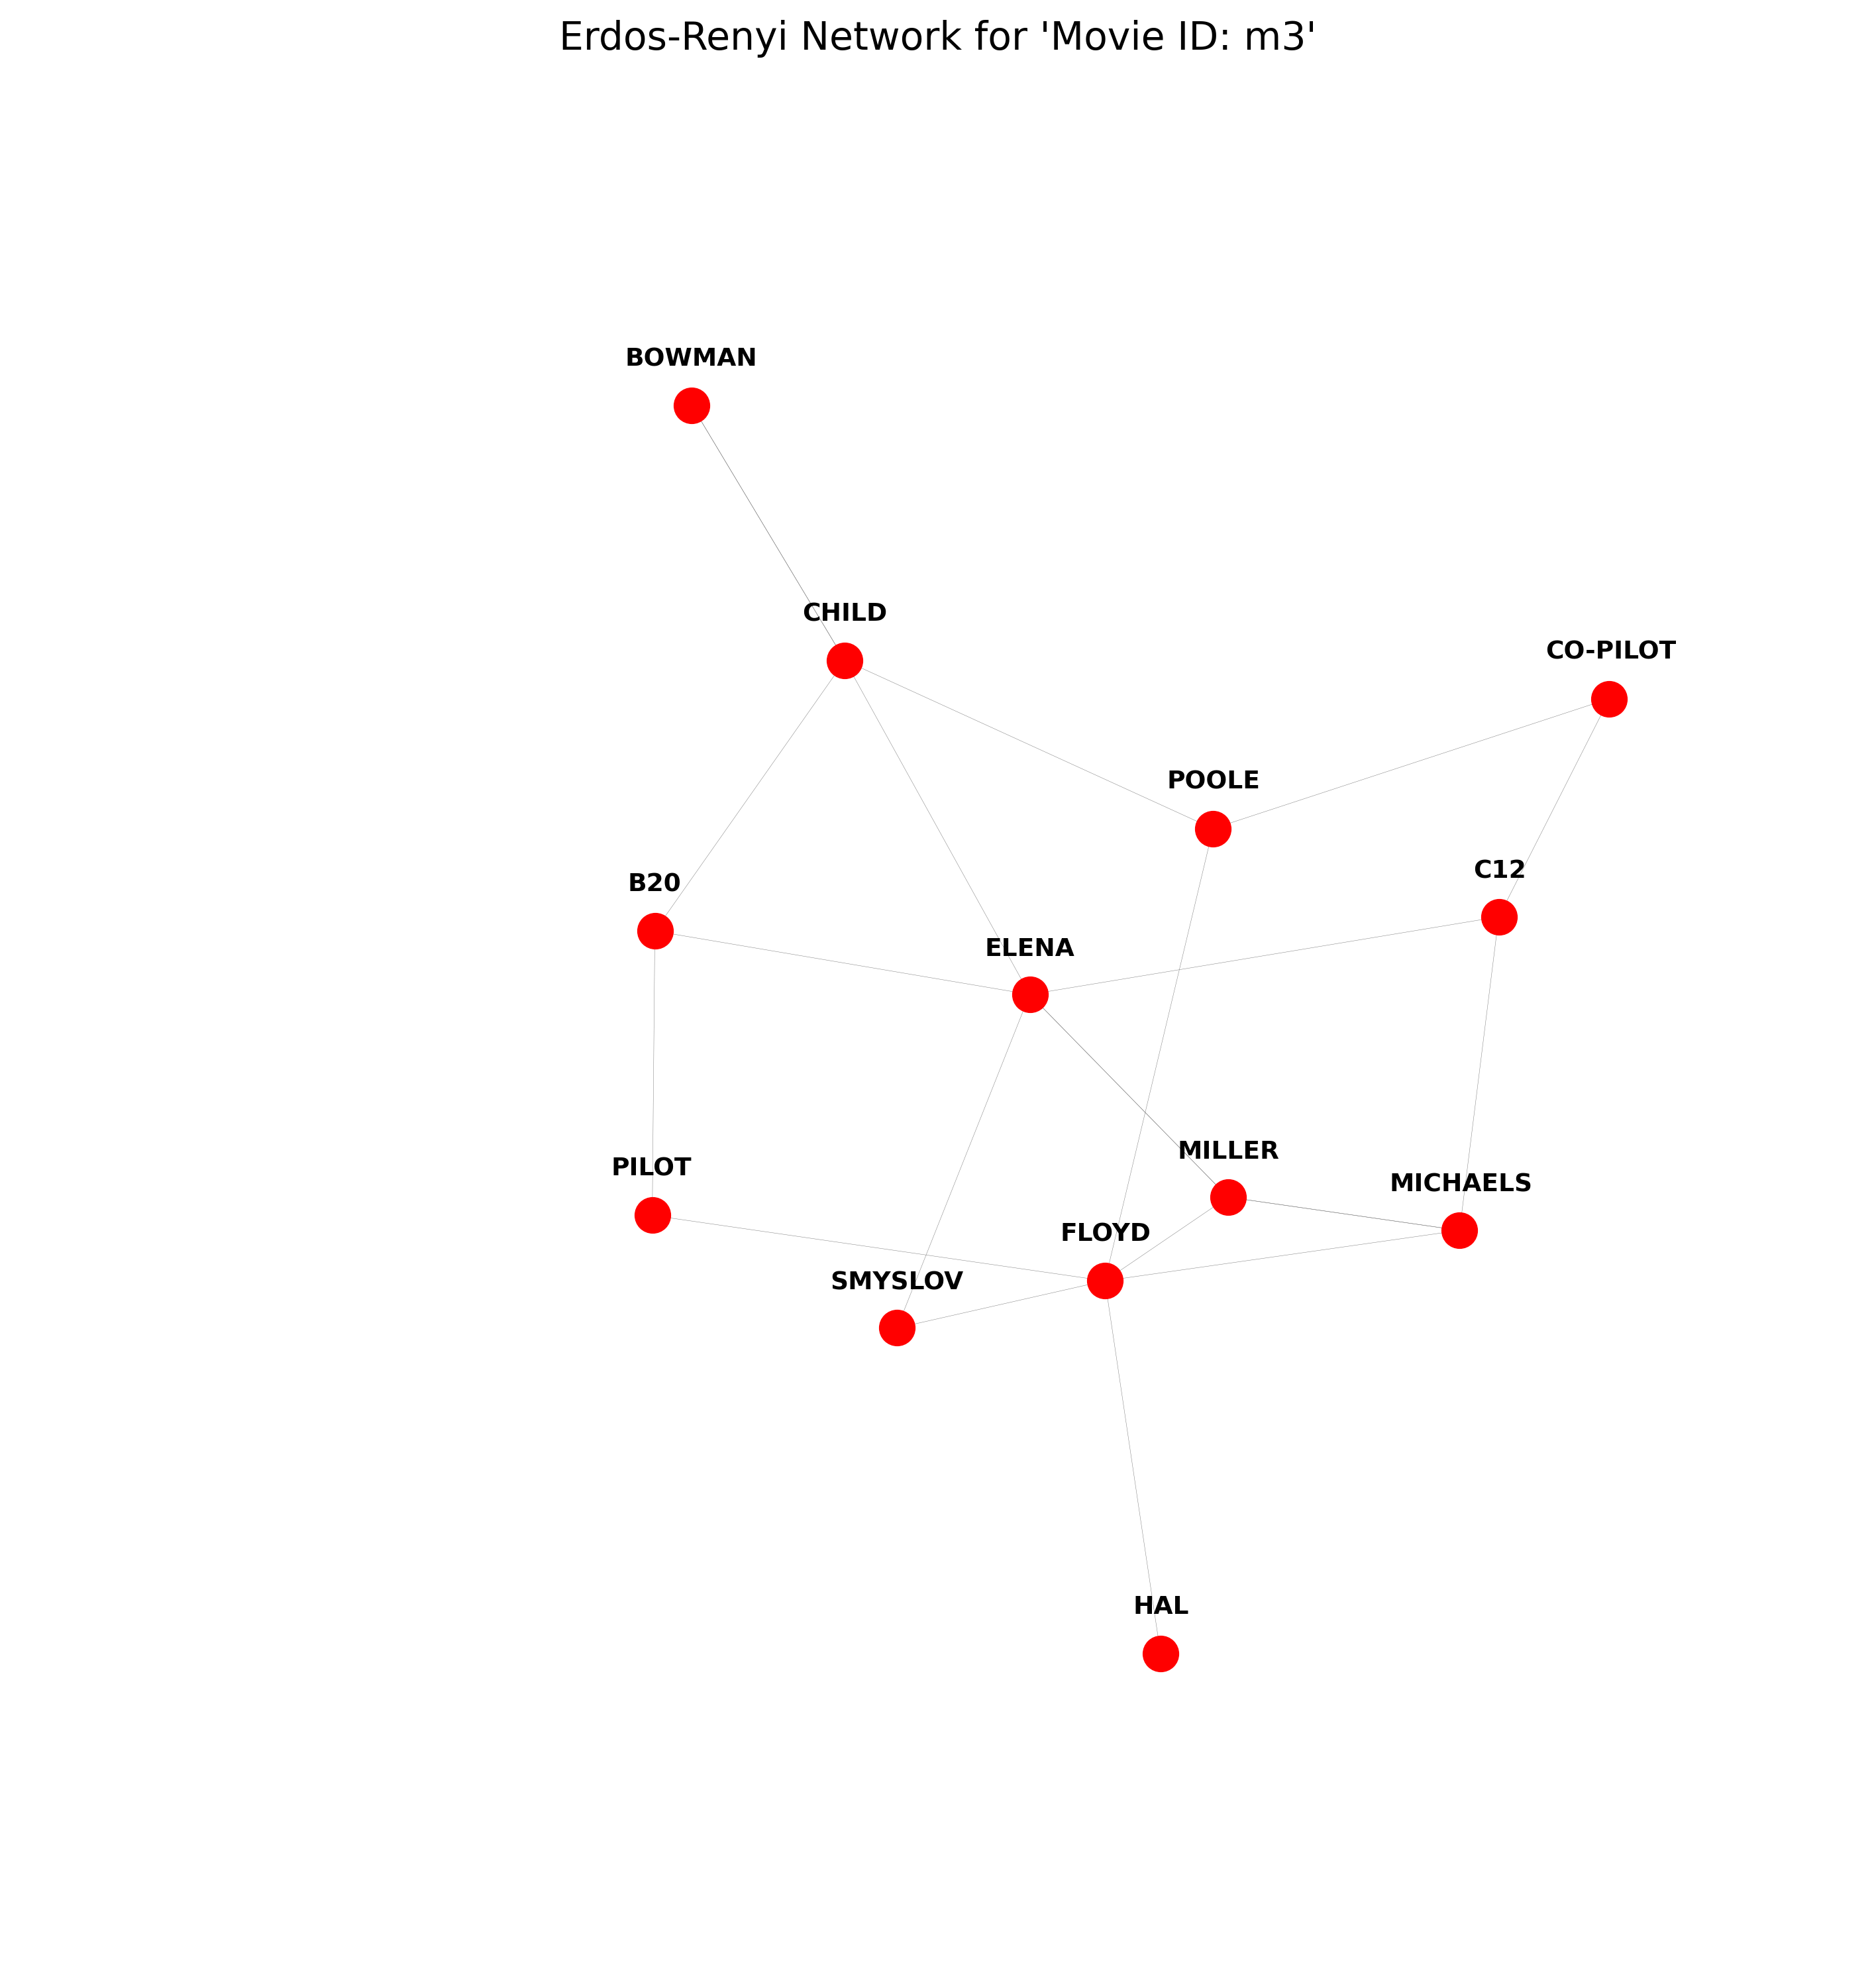 Erdos-Renyi Network for 'Movie ID: m3'
BOWMAN
CHILD
CO-PILOT
POOLE
C12
B20
ELENA
MILLER
PILOT
MICHAELS
FLOYD
SMYSLOV
HAL